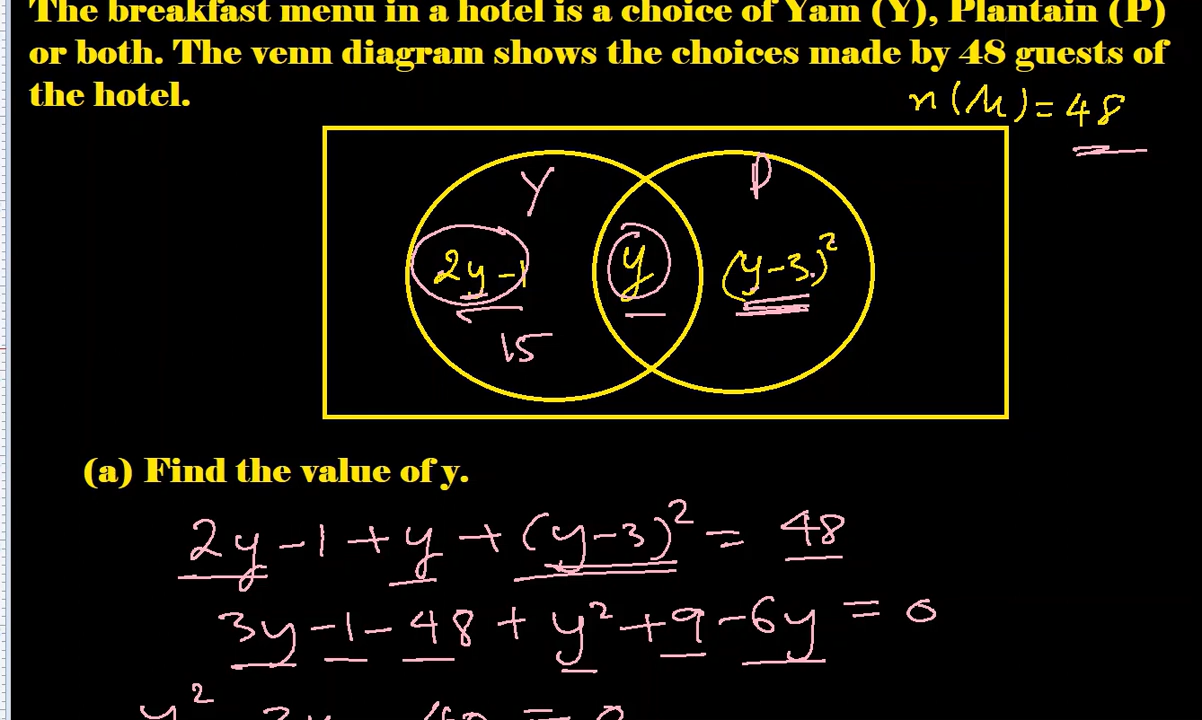 The breakfast menu in a hotel is a choice of Yam (Y), Plantain (P)
or both. The venn diagram shows the choices made by 48 guests of
the hotel.
n(μ)=48
Y P
2y-1 y (y-3)²
15
(a) Find the value of y.
2y-1+y+(y-3)² = 48
3y-1-48+y²+9-6y = 0